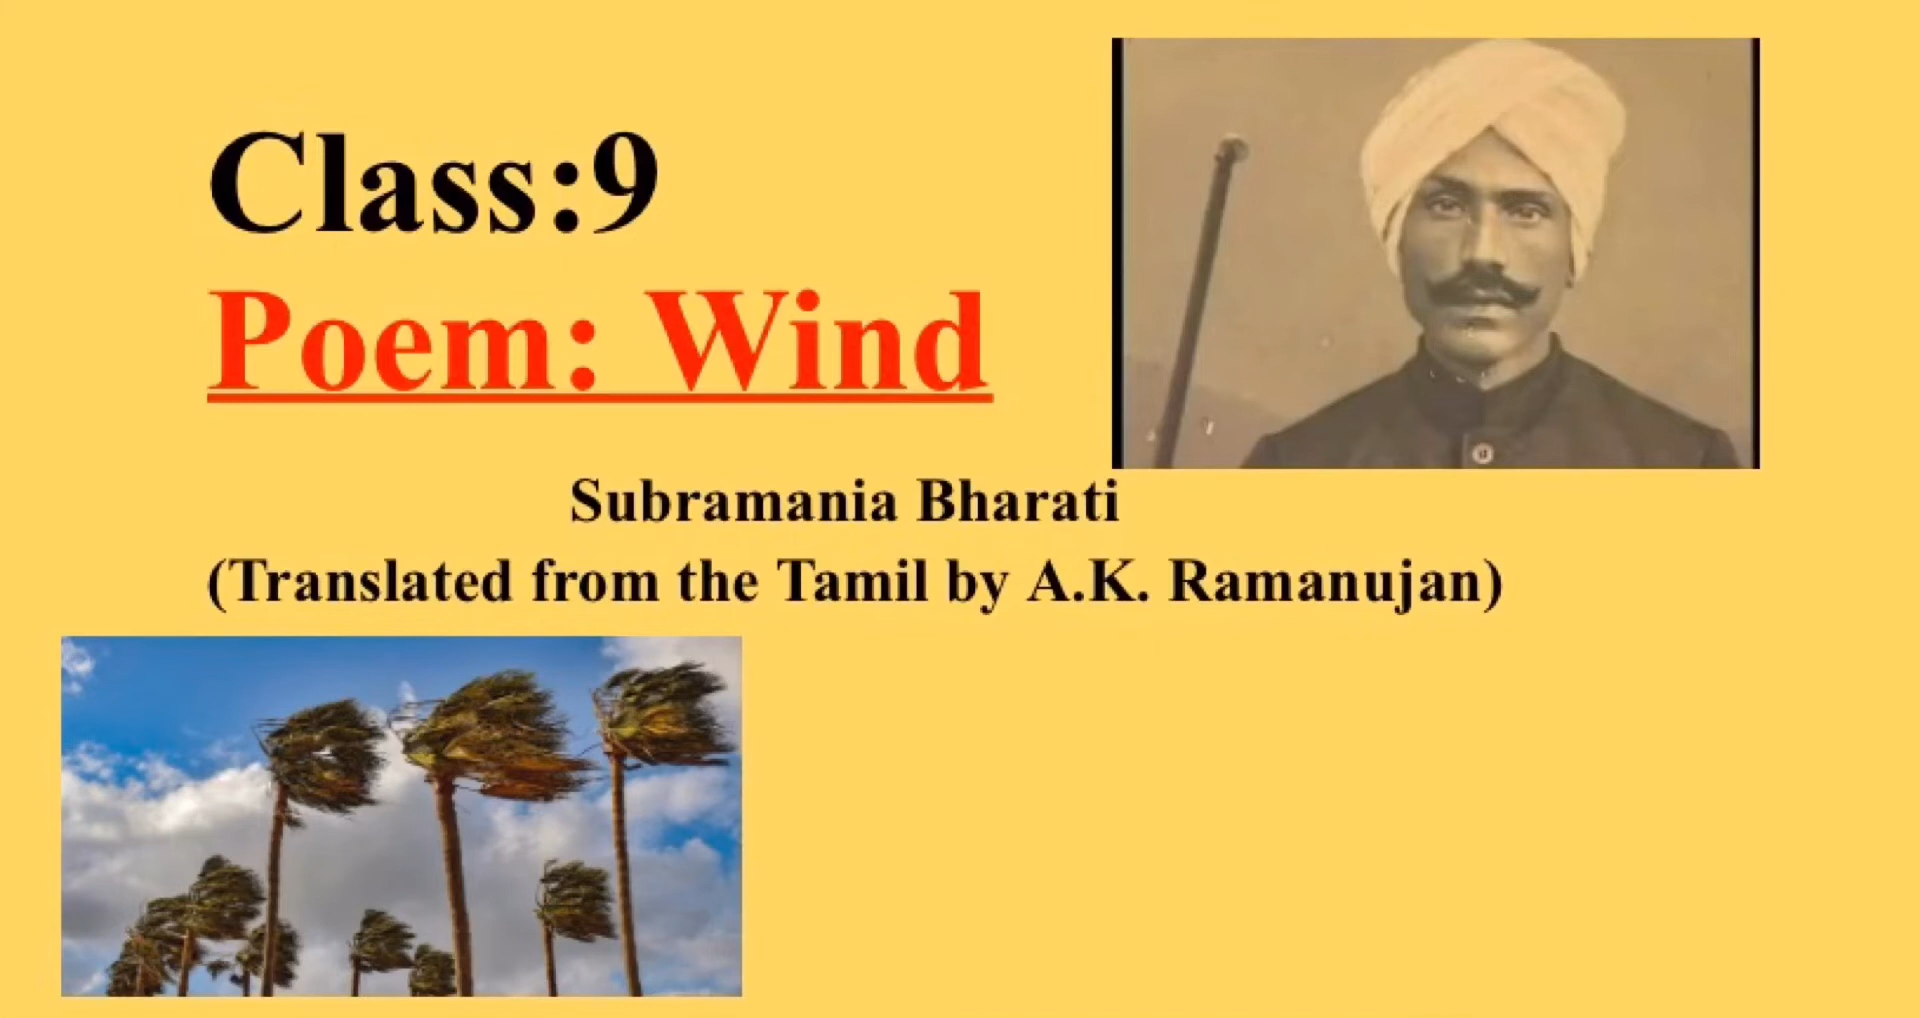 Class:9
Poem: Wind
Subramania Bharati
(Translated from the Tamil by A.K. Ramanujan)